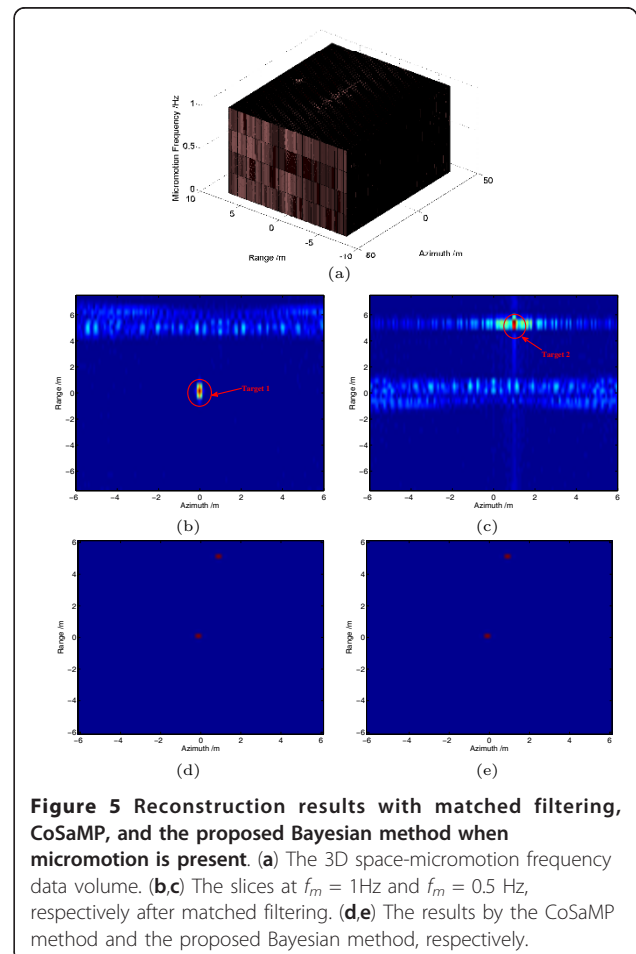 1
0.5
0
Micromotion Frequency /Hz
10
5
0
-5
-10
Range /m
50
0
Azimuth /m
(a)
6
4
2
0
−2
−4
−6
Range /m
Target 1
−6 −4 −2 0 2 4 6
Azimuth /m
(b)
6
4
2
0
−2
−4
−6
Range /m
Target 2
−6 −4 −2 0 2 4 6
Azimuth /m
(c)
6
4
2
0
−2
−4
−6
Range /m
−6 −4 −2 0 2 4 6
Azimuth /m
(d)
6
4
2
0
−2
−4
−6
Range /m
−6 −4 −2 0 2 4 6
Azimuth /m
(e)
Figure 5 Reconstruction results with matched filtering,
CoSaMP, and the proposed Bayesian method when
micromotion is present. (a) The 3D space-micromotion frequency
data volume. (b,c) The slices at fm = 1Hz and fm = 0.5 Hz,
respectively after matched filtering. (d,e) The results by the CoSaMP
method and the proposed Bayesian method, respectively.